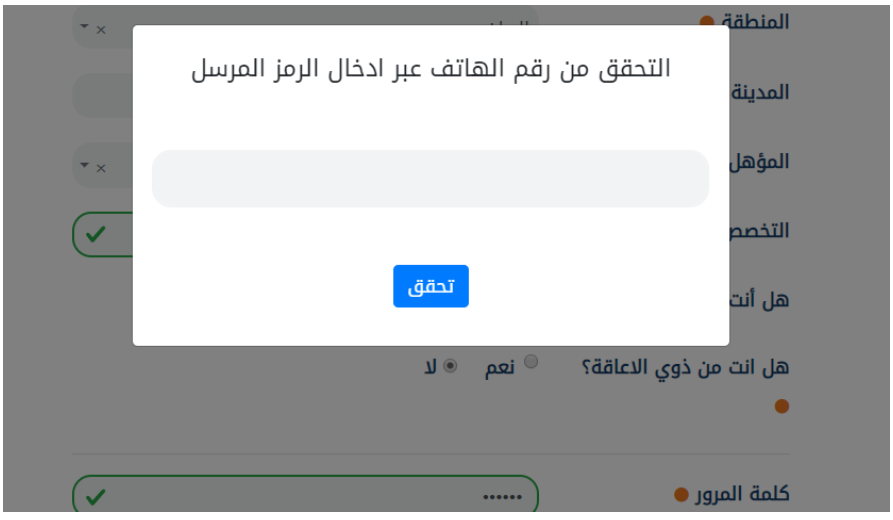 المنطقة
المدينة
المؤهل
التحقق من رقم الهاتف عبر ادخال الرمز المرسل
تحقق
التخصص
هل أنت
هل انت من ذوي الاعاقة؟ نعم لا
كلمة المرور ••••••